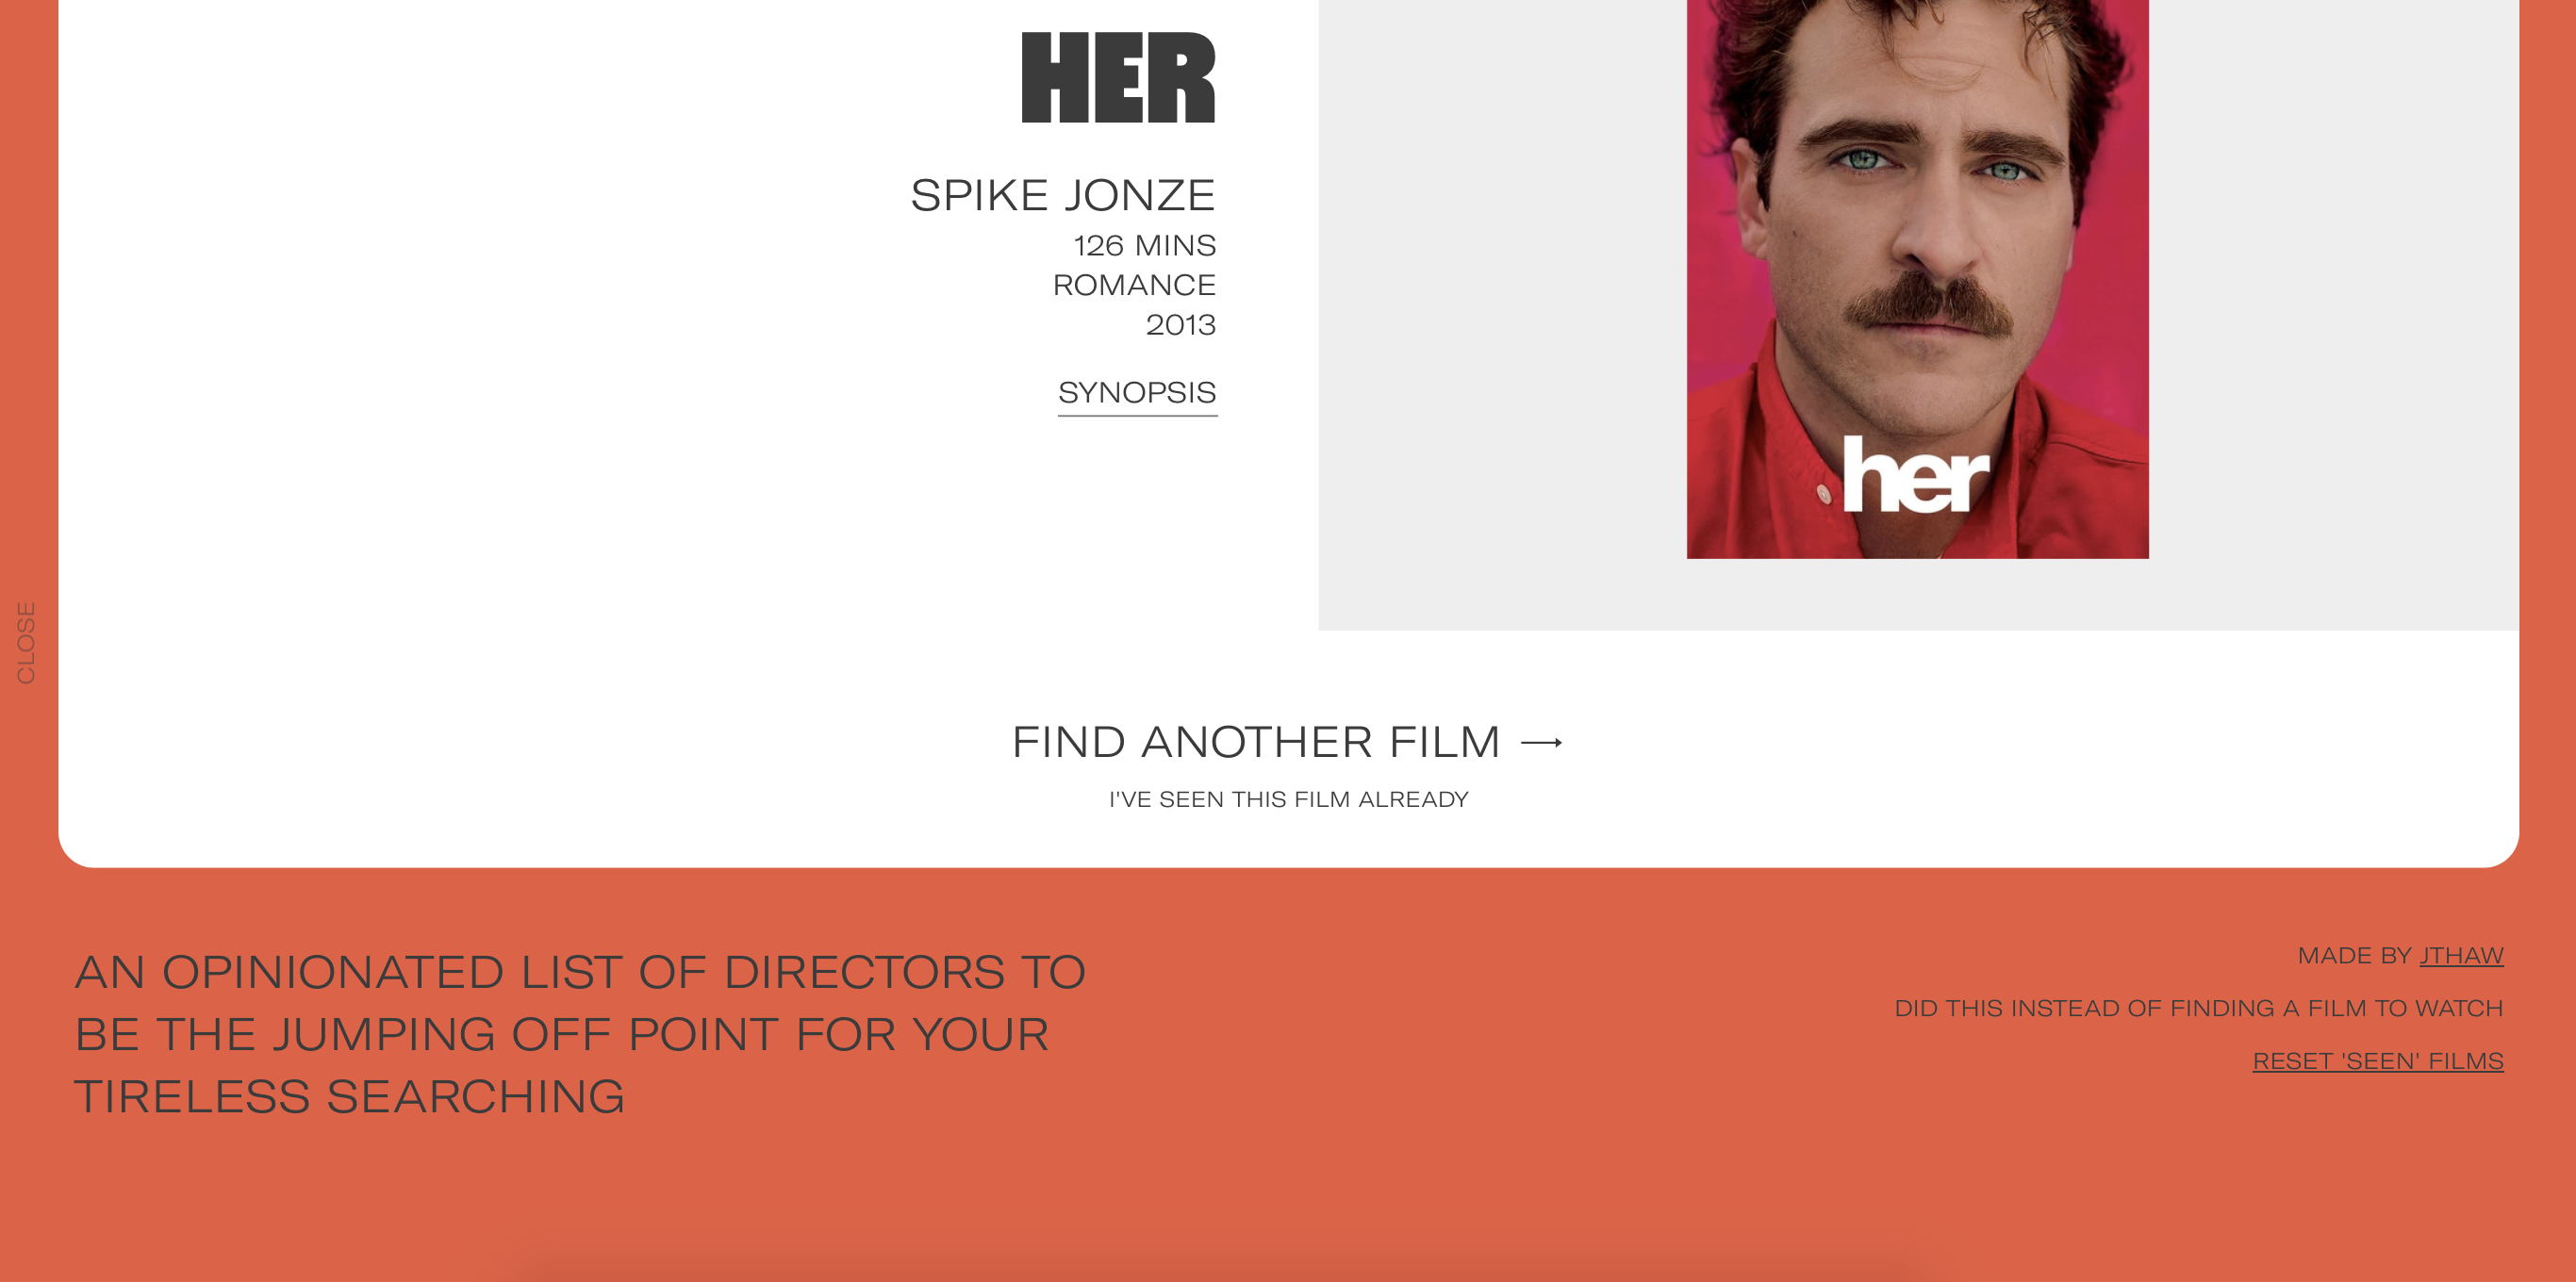 HER
SPIKE JONZE
126 MINS
ROMANCE
2013
SYNOPSIS
her
CLOSE
FIND ANOTHER FILM →
I'VE SEEN THIS FILM ALREADY
AN OPINIONATED LIST OF DIRECTORS TO
BE THE JUMPING OFF POINT FOR YOUR
TIRELESS SEARCHING
MADE BY JTHAW
DID THIS INSTEAD OF FINDING A FILM TO WATCH
RESET 'SEEN' FILMS